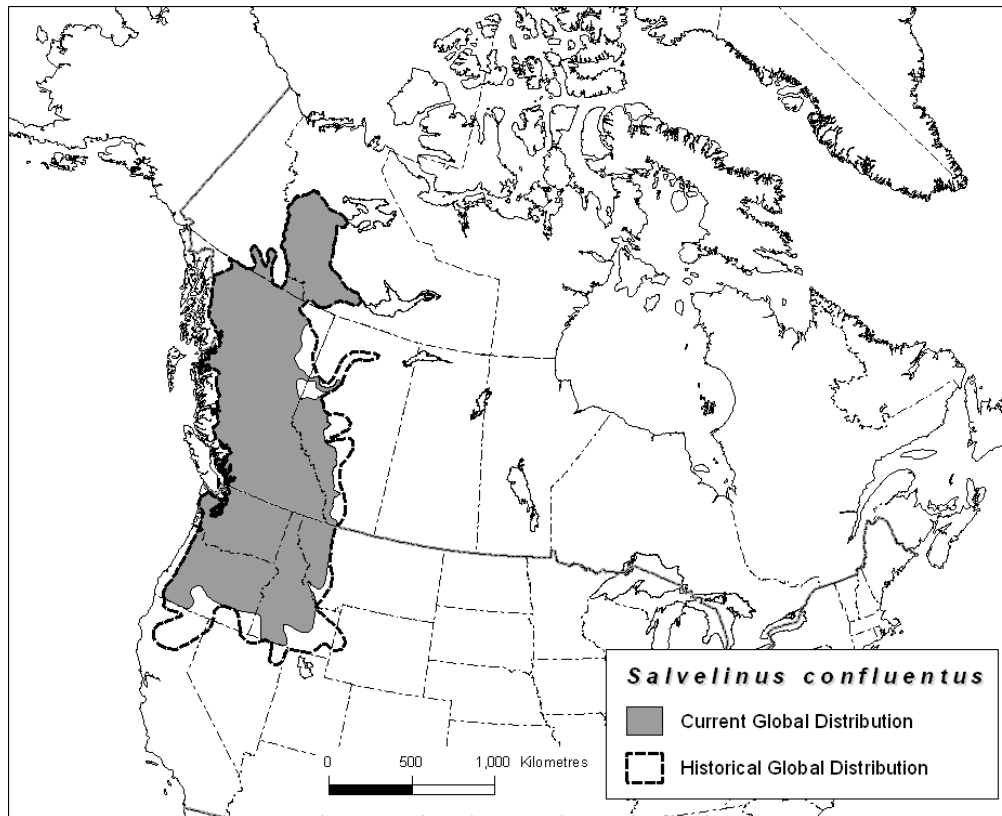 Salvelinus confluentus
Current Global Distribution
Historical Global Distribution
0 500 1,000 Kilometres